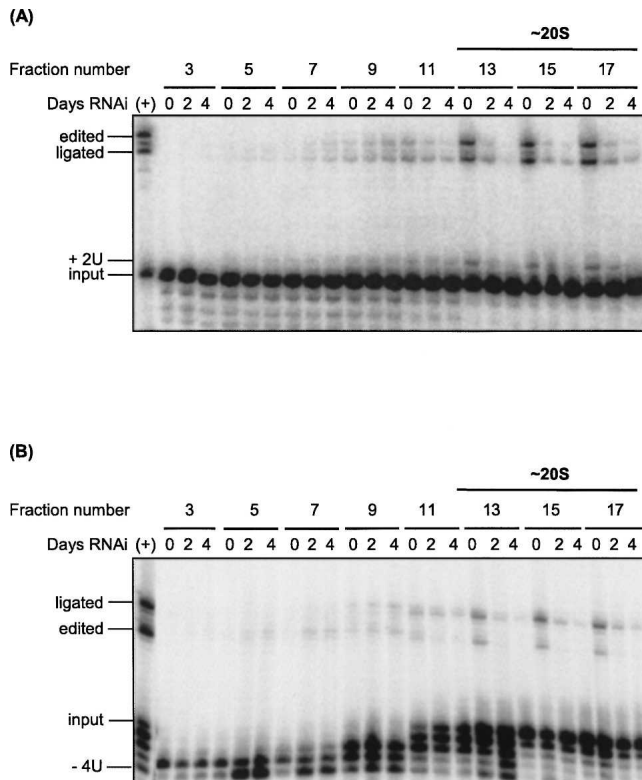 (A)
~20S
Fraction number 3 5 7 9 11 13 15 17
Days RNAi (+) 0 2 4 0 2 4 0 2 4 0 2 4 0 2 4 0 2 4 0 2 4 0 2 4
edited
ligated
+ 2U
input
(B)
~20S
Fraction number 3 5 7 9 11 13 15 17
Days RNAi (+) 0 2 4 0 2 4 0 2 4 0 2 4 0 2 4 0 2 4 0 2 4 0 2 4
ligated
edited
input
- 4U